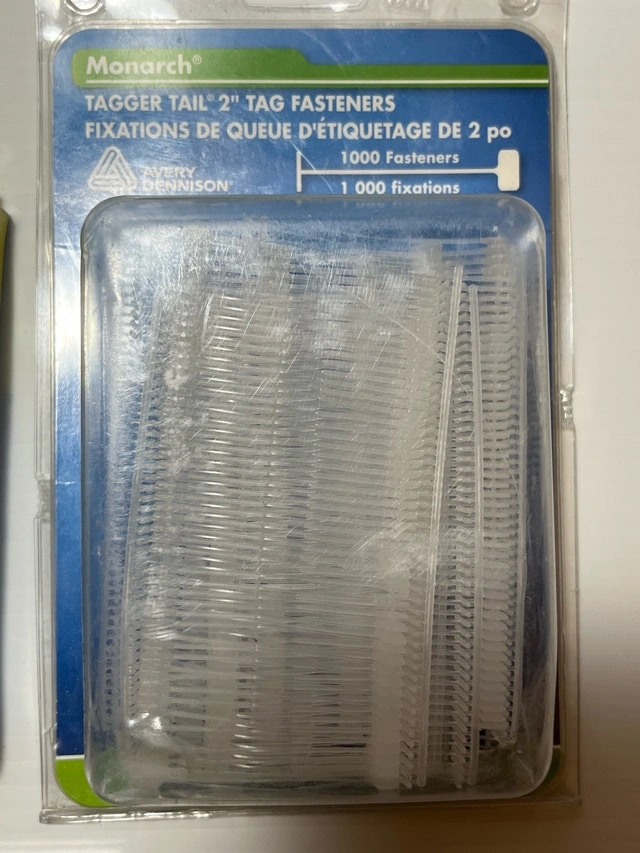 Monarch®
TAGGER TAIL® 2" TAG FASTENERS
FIXATIONS DE QUEUE D'ÉTIQUETAGE DE 2 po
AVERY
DENNISON
1000 Fasteners
1 000 fixations